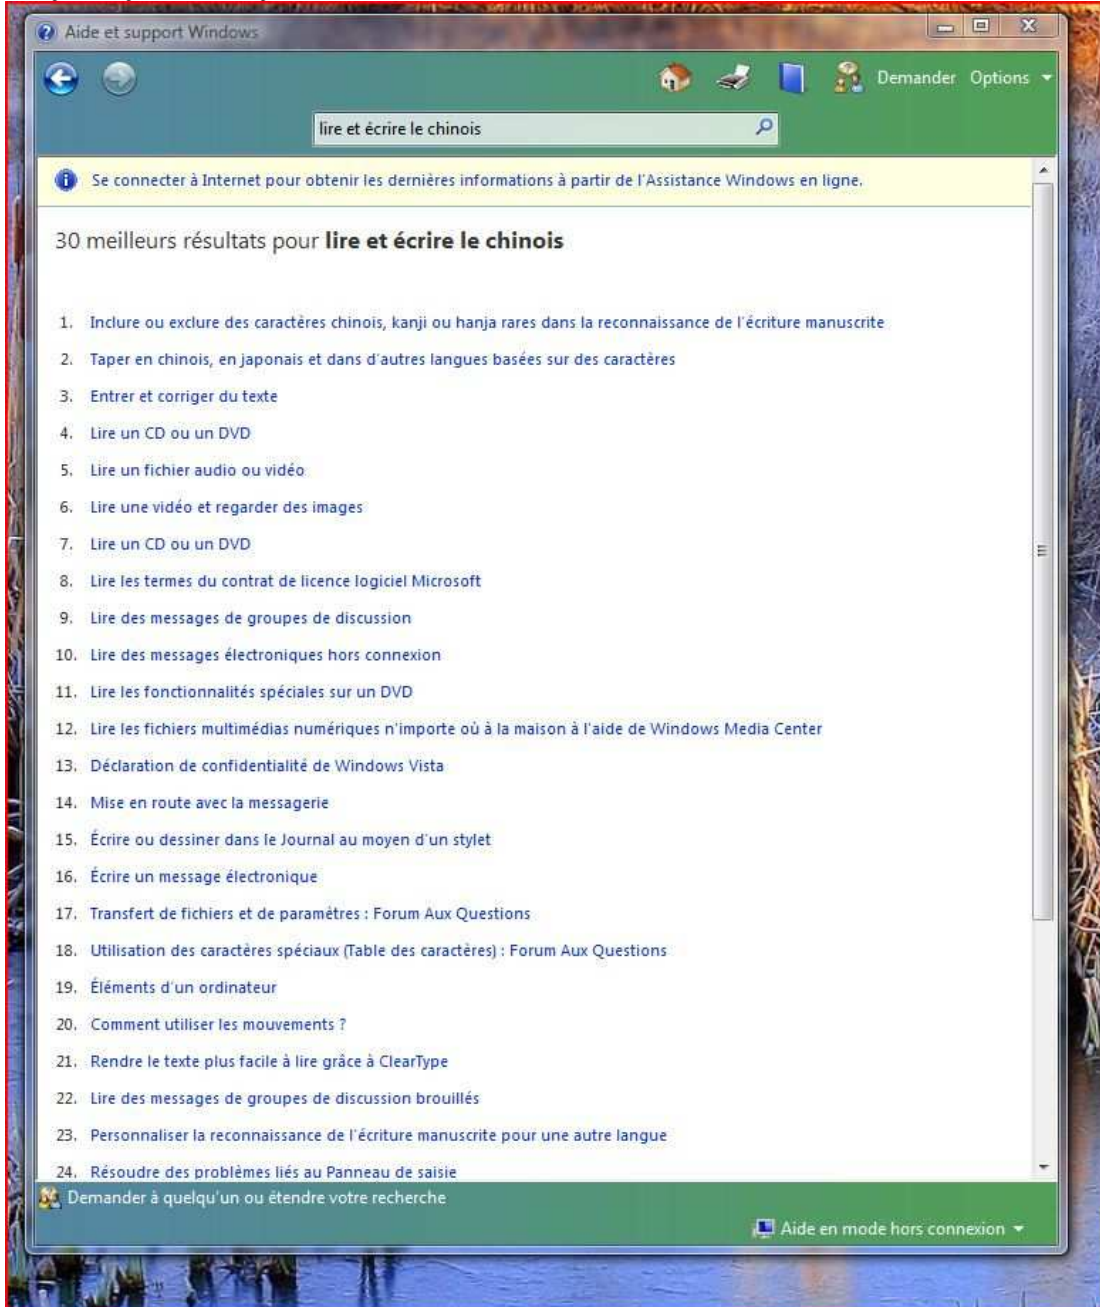 Aide et support Windows
Demander Options
lire et écrire le chinois
Se connecter à Internet pour obtenir les dernières informations à partir de l'Assistance Windows en ligne.
30 meilleurs résultats pour lire et écrire le chinois
1. Inclure ou exclure des caractères chinois, kanji ou hanja rares dans la reconnaissance de l'écriture manuscrite
2. Taper en chinois, en japonais et dans d'autres langues basées sur des caractères
3. Entrer et corriger du texte
4. Lire un CD ou un DVD
5. Lire un fichier audio ou vidéo
6. Lire une vidéo et regarder des images
7. Lire un CD ou un DVD
8. Lire les termes du contrat de licence logiciel Microsoft
9. Lire des messages de groupes de discussion
10. Lire des messages électroniques hors connexion
11. Lire les fonctionnalités spéciales sur un DVD
12. Lire les fichiers multimédias numériques n'importe où à la maison à l'aide de Windows Media Center
13. Déclaration de confidentialité de Windows Vista
14. Mise en route avec la messagerie
15. Écrire ou dessiner dans le Journal au moyen d'un stylet
16. Écrire un message électronique
17. Transfert de fichiers et de paramètres : Forum Aux Questions
18. Utilisation des caractères spéciaux (Table des caractères) : Forum Aux Questions
19. Éléments d'un ordinateur
20. Comment utiliser les mouvements ?
21. Rendre le texte plus facile à lire grâce à ClearType
22. Lire des messages de groupes de discussion brouillés
23. Personnaliser la reconnaissance de l'écriture manuscrite pour une autre langue
24. Résoudre des problèmes liés au Panneau de saisie
Demander à quelqu'un ou étendre votre recherche
Aide en mode hors connexion